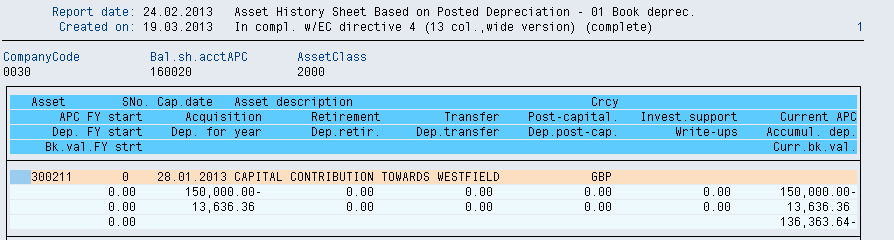 Report date: 24.02.2013 Asset History Sheet Based on Posted Depreciation - 01 Book deprec.
Created on: 19.03.2013 In compl. w/EC directive 4 (13 col.,wide version) (complete) 1
CompanyCode Bal.sh.acctAPC AssetClass
0030 160020 2000
Asset SNo. Cap.date Asset description Crcy
APC FY start Acquisition Retirement Transfer Post-capital. Invest.support Current APC
Dep. FY start Dep. for year Dep.retir. Dep.transfer Dep.post-cap. Write-ups Accumul. dep.
Bk.val.FY strt Curr.bk.val.
300211 0 28.01.2013 CAPITAL CONTRIBUTION TOWARDS WESTFIELD GBP
0.00 150,000.00- 0.00 0.00 0.00 0.00 150,000.00-
0.00 13,636.36 0.00 0.00 0.00 0.00 13,636.36
0.00 136,363.64-